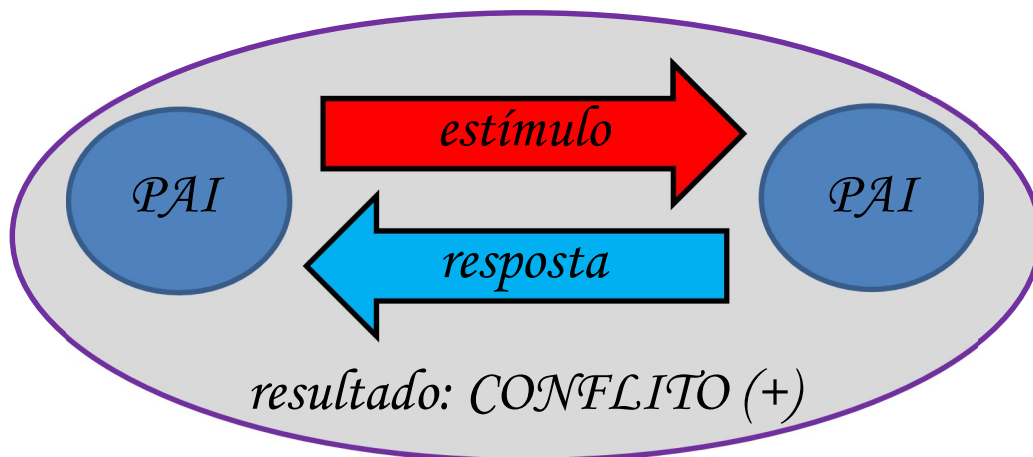 estímulo
PAI
PAI
resposta
resultado: CONFLITO (+)